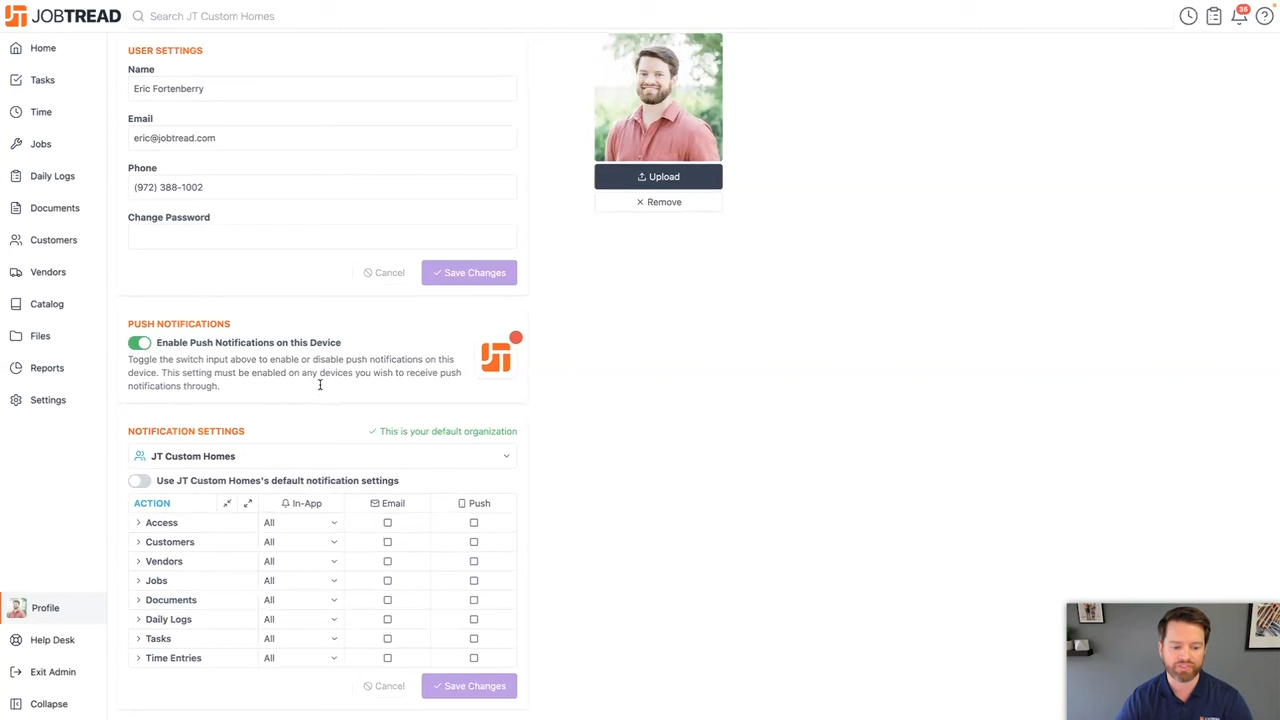 JOBTREAD
Search JT Custom Homes
36
Home
Tasks
Time
Jobs
Daily Logs
Documents
Customers
Vendors
Catalog
Files
Reports
Settings
Profile
Help Desk
Exit Admin
Collapse
USER SETTINGS
Name
Eric Fortenberry
Email
eric@jobtread.com
Phone
(972) 388-1002
Change Password
Cancel
Save Changes
Upload
Remove
PUSH NOTIFICATIONS
Enable Push Notifications on this Device
Toggle the switch input above to enable or disable push notifications on this
device. This setting must be enabled on any devices you wish to receive push
notifications through.
NOTIFICATION SETTINGS
This is your default organization
JT Custom Homes
Use JT Custom Homes's default notification settings
ACTION In-App Email Push
Access All
Customers All
Vendors All
Jobs All
Documents All
Daily Logs All
Tasks All
Time Entries All
Cancel
Save Changes